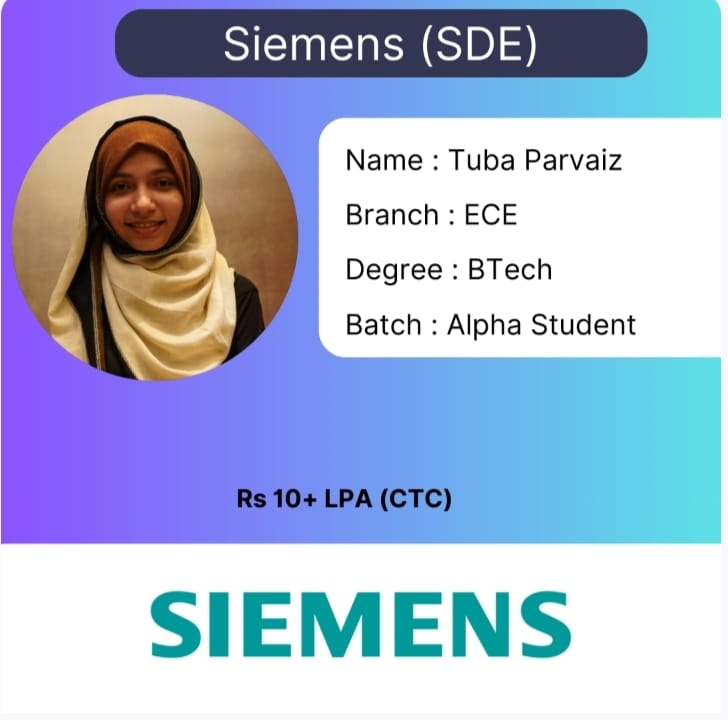 Siemens (SDE)
Name : Tuba Parvaiz
Branch : ECE
Degree : BTech
Batch : Alpha Student
Rs 10+ LPA (CTC)
SIEMENS